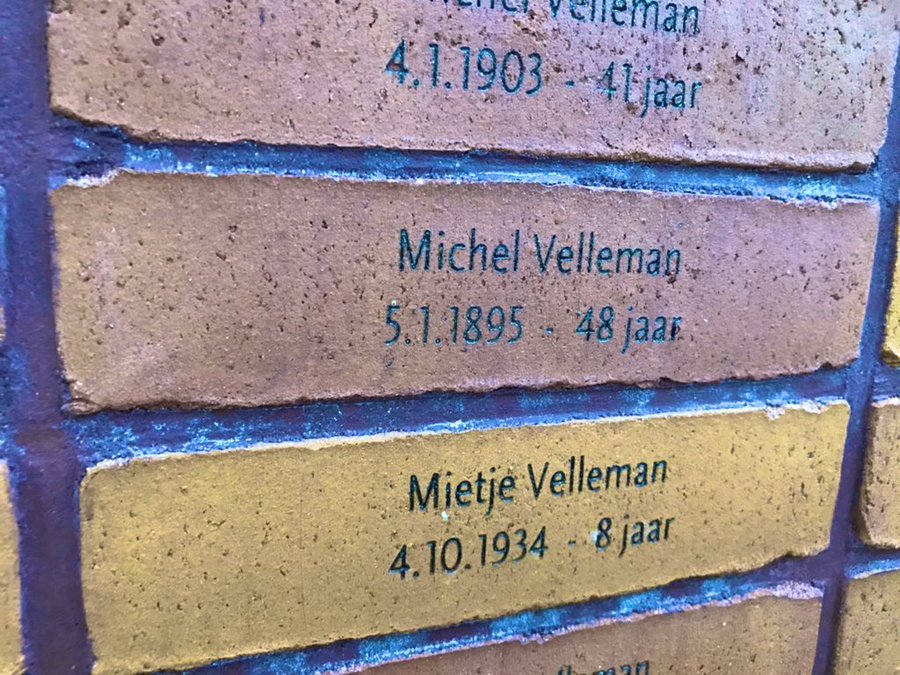 Michel Velleman
4.1.1903 - 41 jaar
Michel Velleman
5.1.1895 - 48 jaar
Mietje Velleman
4.10.1934 - 8 jaar